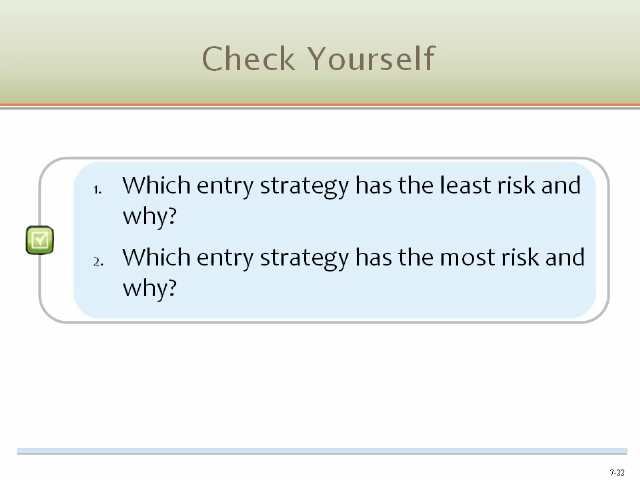 Check Yourself
1. Which entry strategy has the least risk and
why?
2. Which entry strategy has the most risk and
why?
7-33